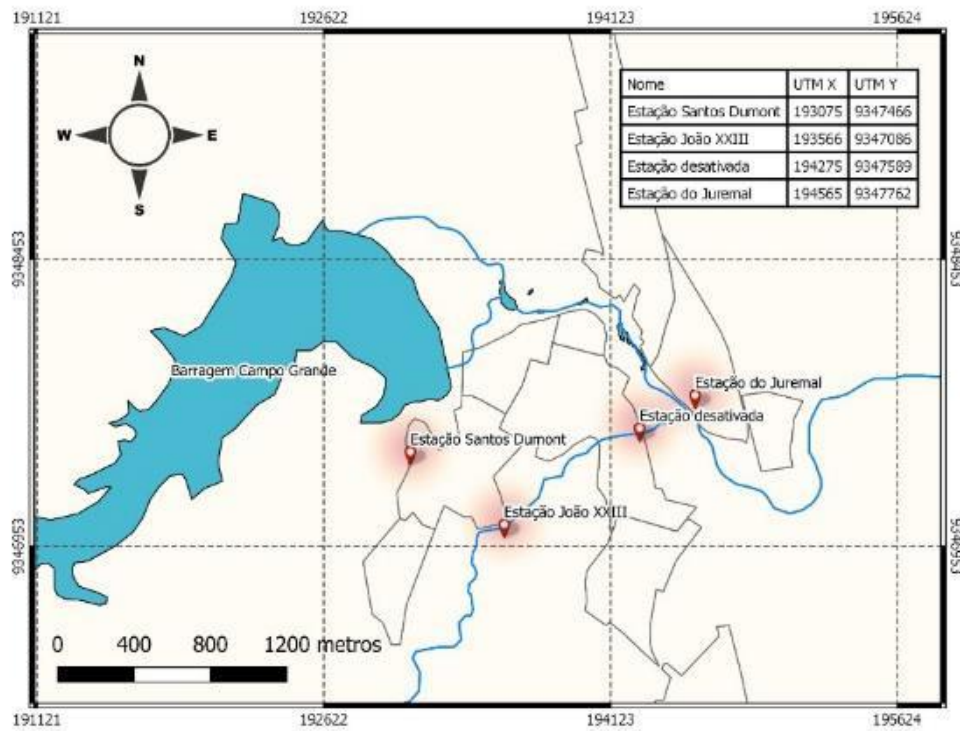 191121 192622 194123 195624
N
W E
S
Nome UTM X UTM Y
Estação Santos Dumont 193075 9347466
Estação João XXIII 193566 9347086
Estação desativada 194275 9347589
Estação do Juremal 194565 9347762
9348453 9348453
Barragem Campo Grande
Estação do Juremal
Estação desativada
Estação Santos Dumont
Estação João XXIII
9346953 9346953
0 400 800 1200 metros
191121 192622 194123 195624